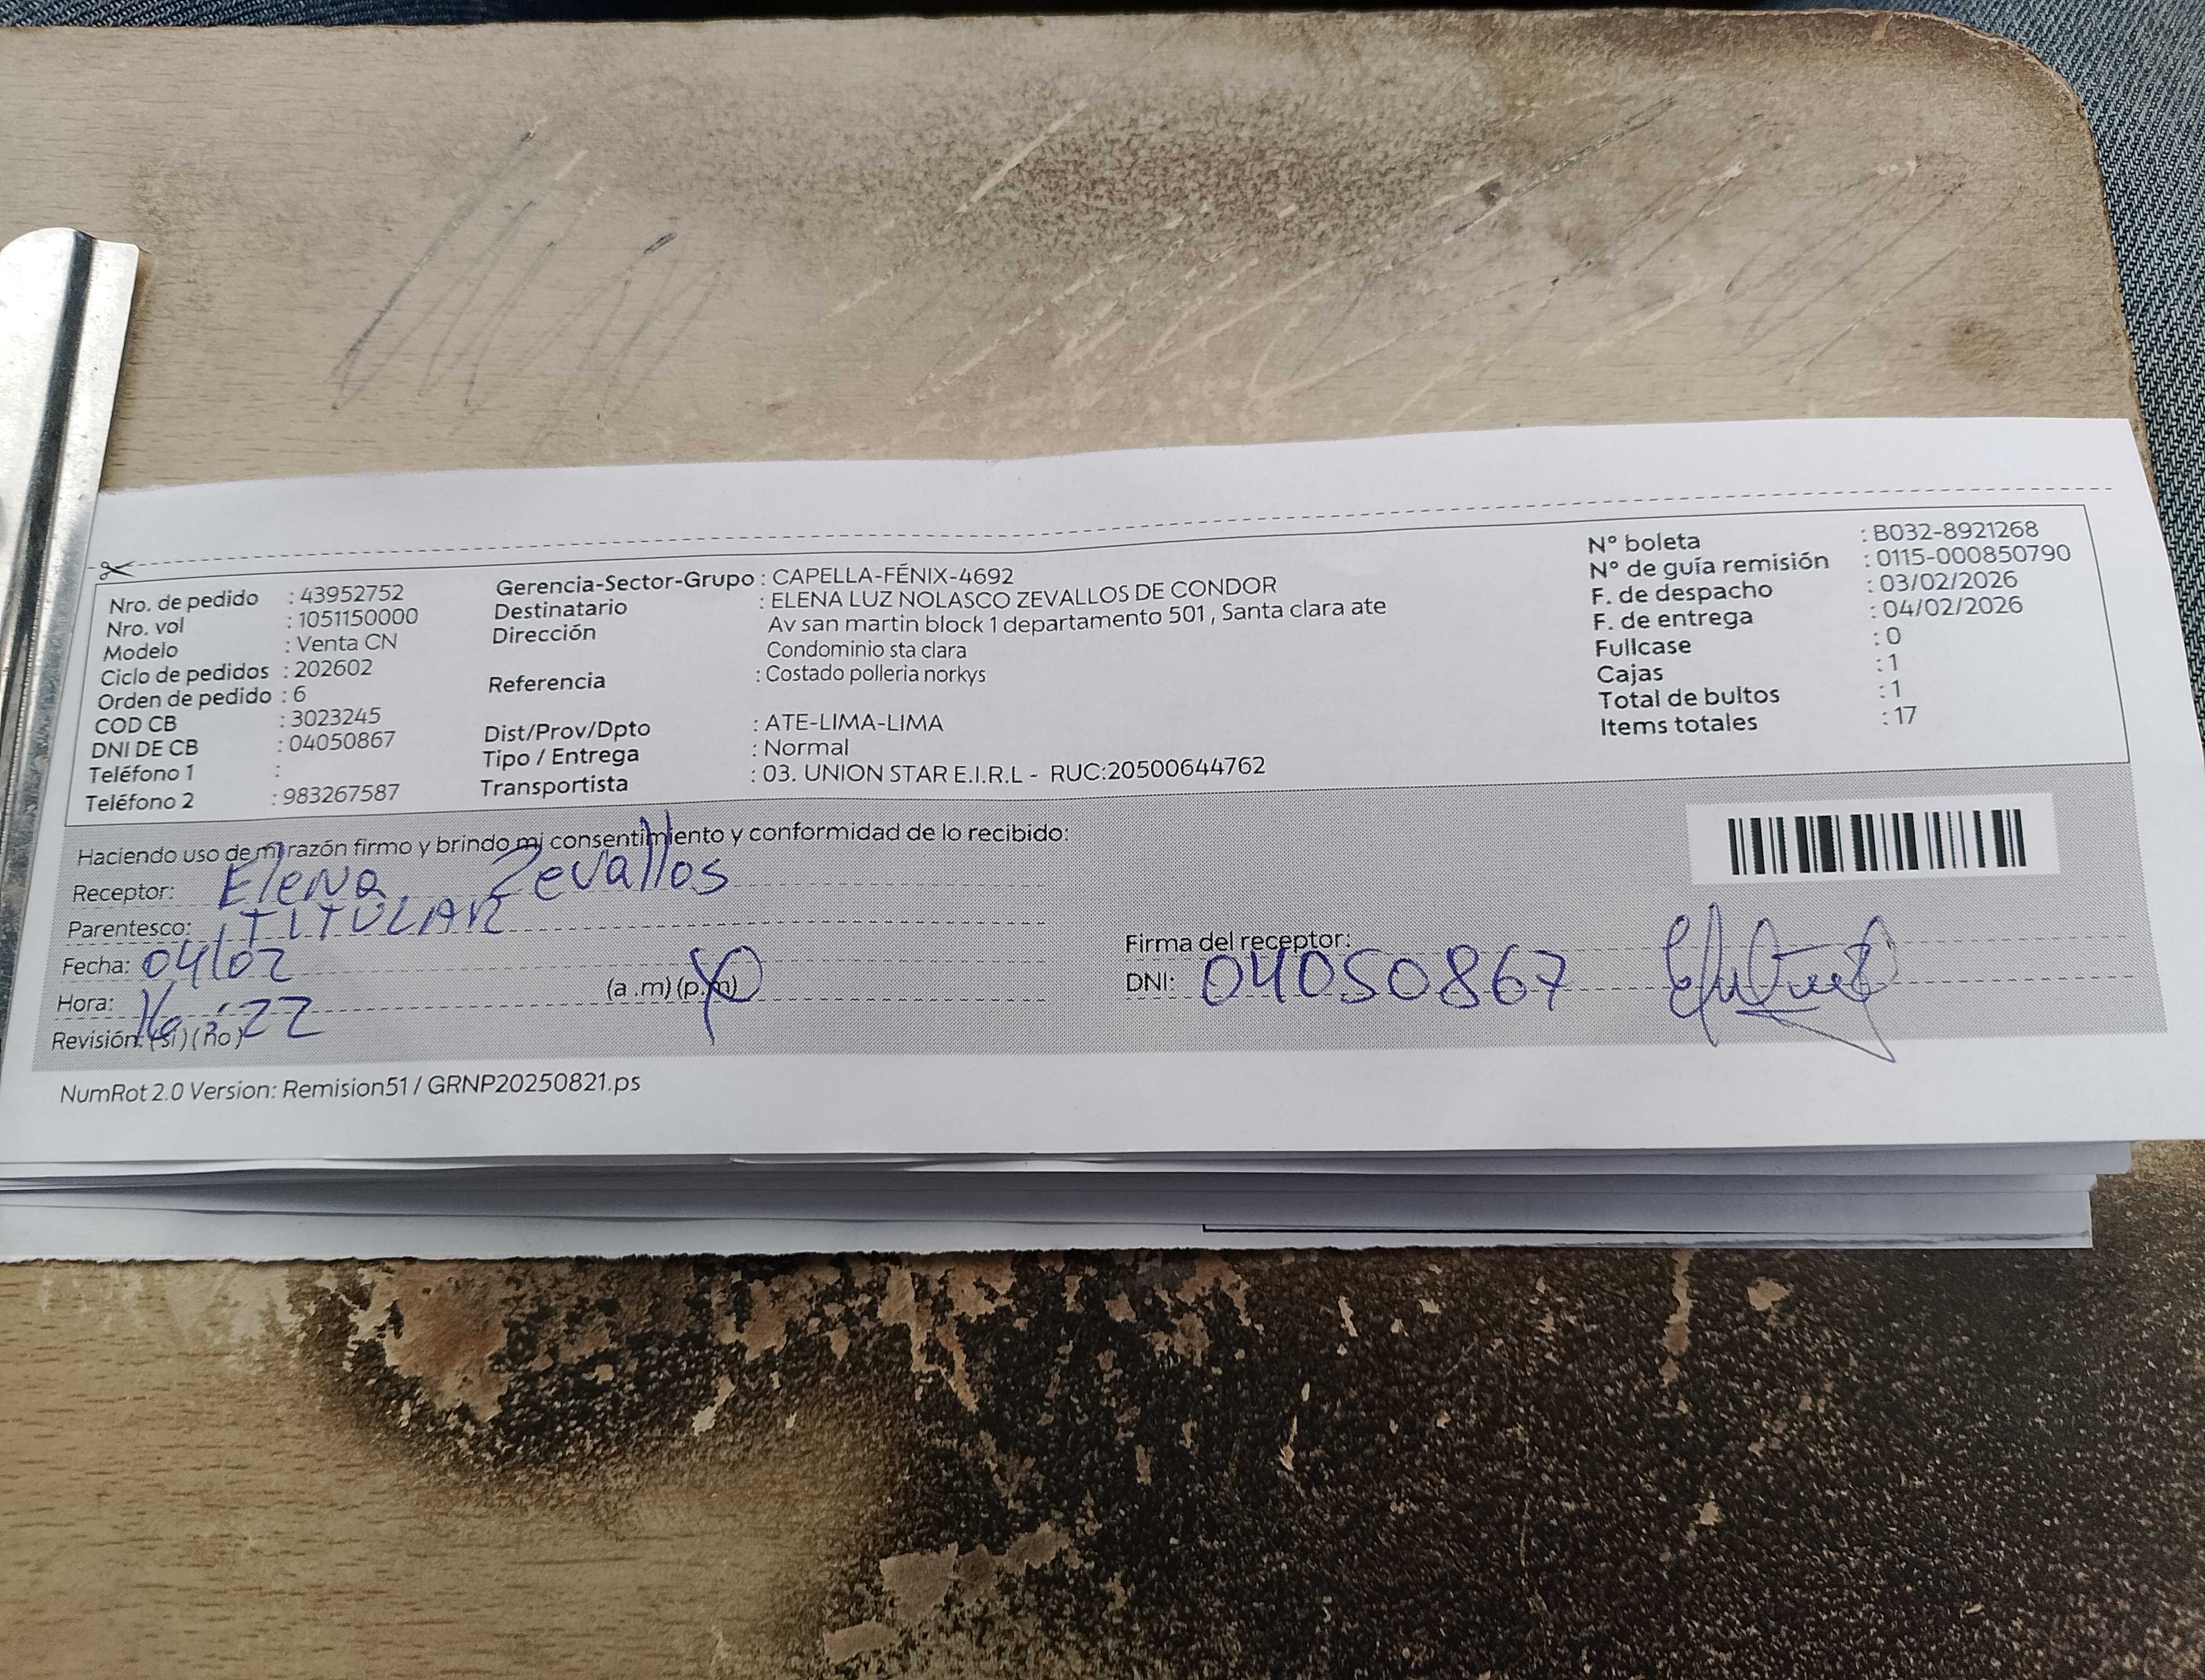 Nro. de pedido : 43952752
Nro. vol : 1051150000
Modelo : Venta CN
Ciclo de pedidos : 202602
Orden de pedido : 6
COD CB : 3023245
DNI DE CB : 04050867
Teléfono 1 :
Teléfono 2 : 983267587
Gerencia-Sector-Grupo : CAPELLA-FÉNIX-4692
Destinatario : ELENA LUZ NOLASCO ZEVALLOS DE CONDOR
Dirección Av san martin block 1 departamento 501 , Santa clara ate
Condominio sta clara
Referencia : Costado polleria norkys
Dist/Prov/Dpto : ATE-LIMA-LIMA
Tipo / Entrega : Normal
Transportista : 03. UNION STAR E.I.R.L - RUC:20500644762
N° boleta : B032-8921268
N° de guía remisión : 0115-000850790
F. de despacho : 03/02/2026
F. de entrega : 04/02/2026
Fullcase : 0
Cajas : 1
Total de bultos : 1
Items totales : 17
Haciendo uso de mi razón firmo y brindo mi consentimiento y conformidad de lo recibido:
Receptor: Elena Zevallos
Parentesco: TITULAR
Fecha: 04/02
Hora: 16:22 (a .m) (p.m)
Revisión: (si) (no)
Firma del receptor:
DNI: 04050867
NumRot 2.0 Version: Remision51 / GRNP20250821.ps